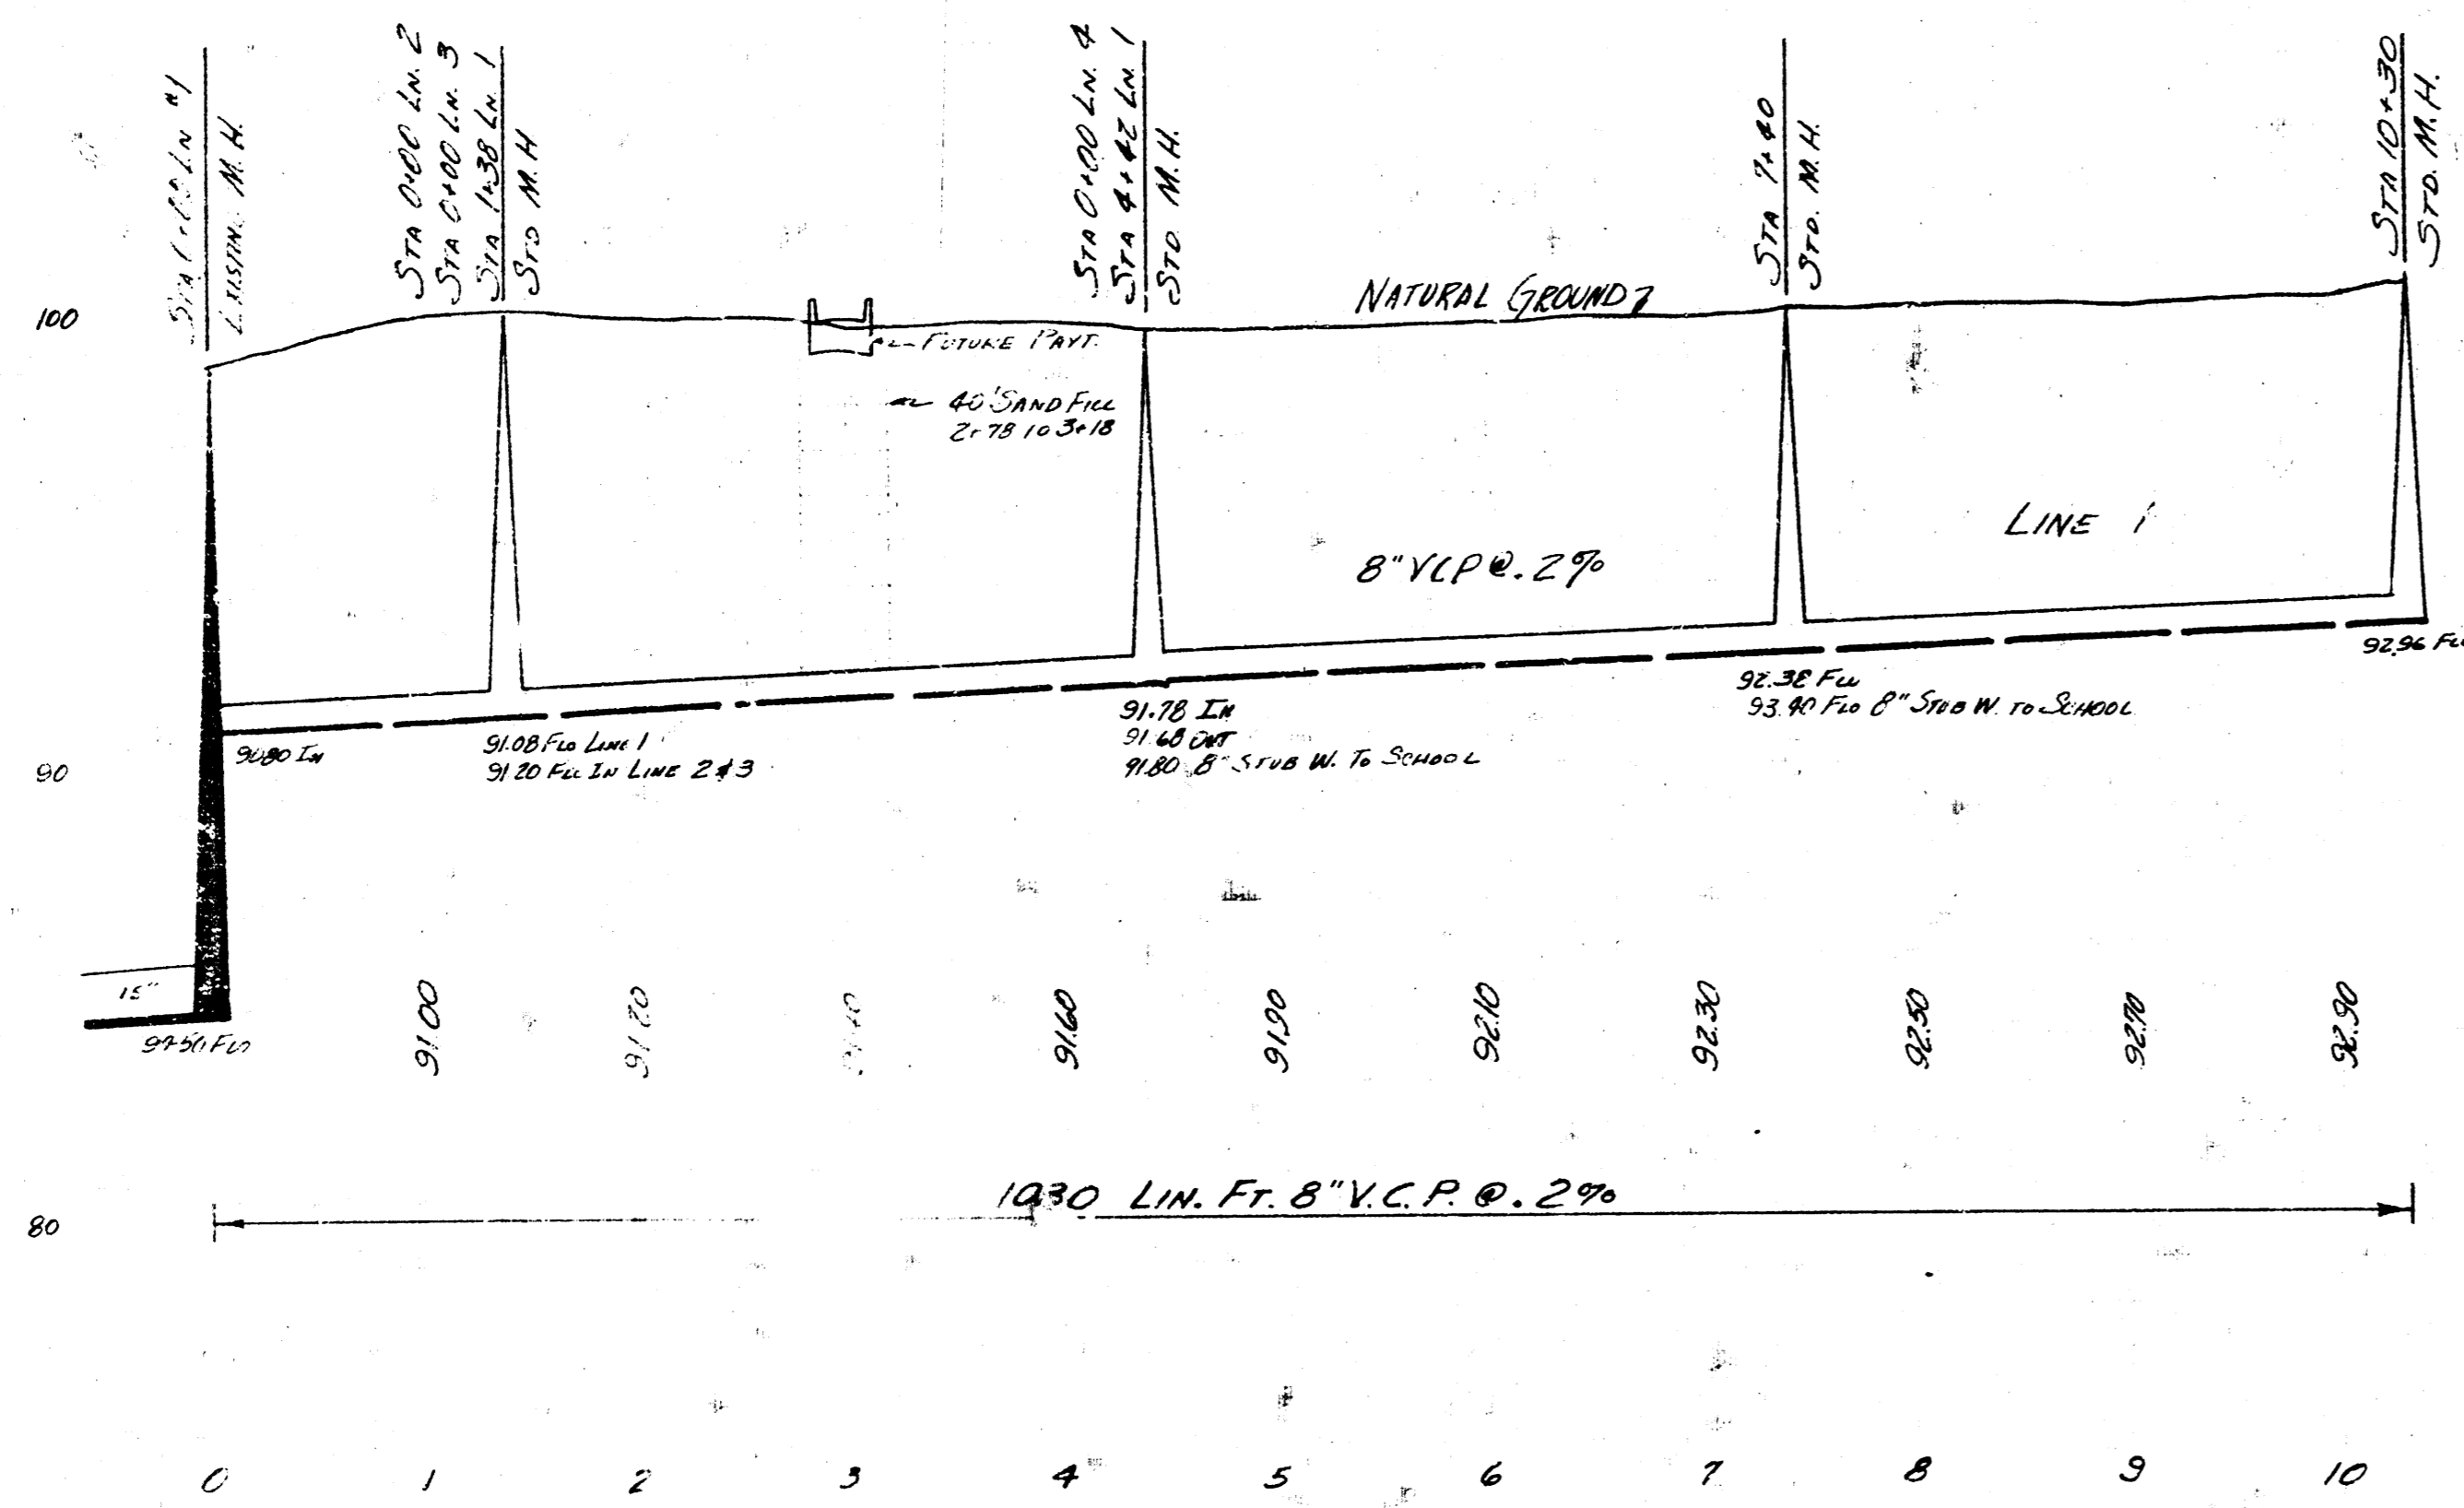 EXISTING M.H.
STA 0+00 LN. 2
STA 0+00 LN. 3
STA 1+38 LN. 1
STD M.H
STA 0+00 LN. 4
STA 4+42 LN. 1
STD. M.H.
STA 7+40
STD. M.H.
STA 10+30
STD. M.H.
100
NATURAL GROUND
FUTURE PAVT.
40' SAND FILL
2+78 TO 3+18
LINE 1
8" VCP @ .2%
92.96 FLO
92.38 FLO
93.40 FLO 8" STUB W. TO SCHOOL
91.78 IN
91.68 OUT
91.80 8" STUB W. TO SCHOOL
91.08 FLO LINE 1
91.20 FLO IN LINE 2 & 3
90.80 IN
90
15"
91.00
91.20
91.60
91.90
92.10
92.30
92.50
92.70
92.90
1030 LIN. FT. 8" V.C.P. @ .2%
80
0 1 2 3 4 5 6 7 8 9 10